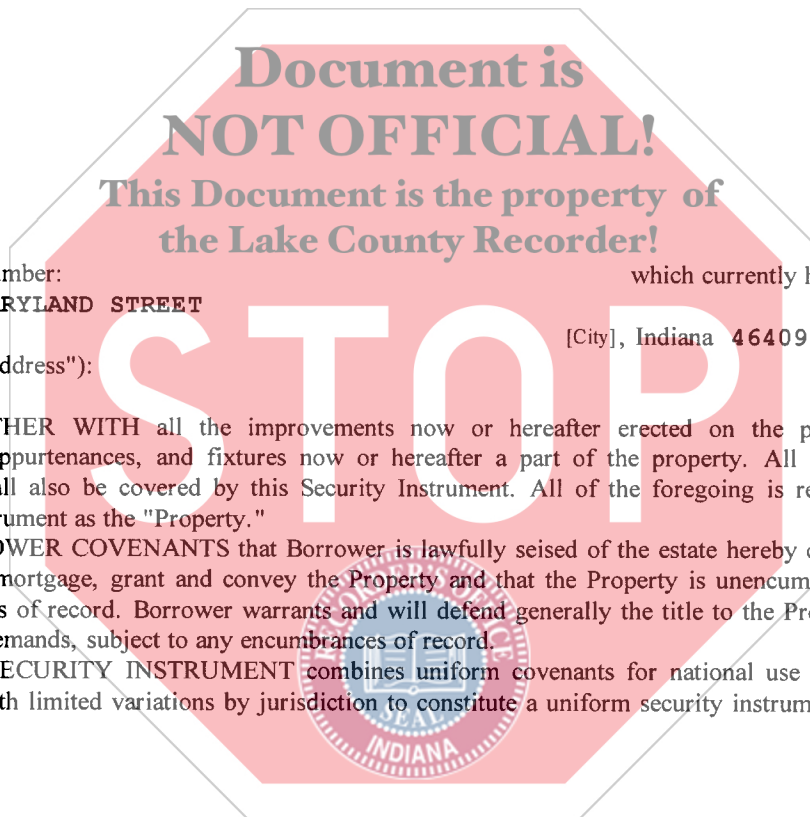 Document is
NOT OFFICIAL!
This Document is the property of
the Lake County Recorder!
mber: which currently
RYLAND STREET
[City], Indiana 46409
ddress"):
THER WITH all the improvements now or hereafter erected on the p
ppurtenances, and fixtures now or hereafter a part of the property. All
all also be covered by this Security Instrument. All of the foregoing is re
rument as the "Property."
OWER COVENANTS that Borrower is lawfully seised of the estate hereby
mortgage, grant and convey the Property and that the Property is unencum
s of record. Borrower warrants and will defend generally the title to the Pro
emands, subject to any encumbrances of record.
ECURITY INSTRUMENT combines uniform covenants for national use
th limited variations by jurisdiction to constitute a uniform security instrum
STOP
RECORDER'S OFFICE
SEAL
INDIANA